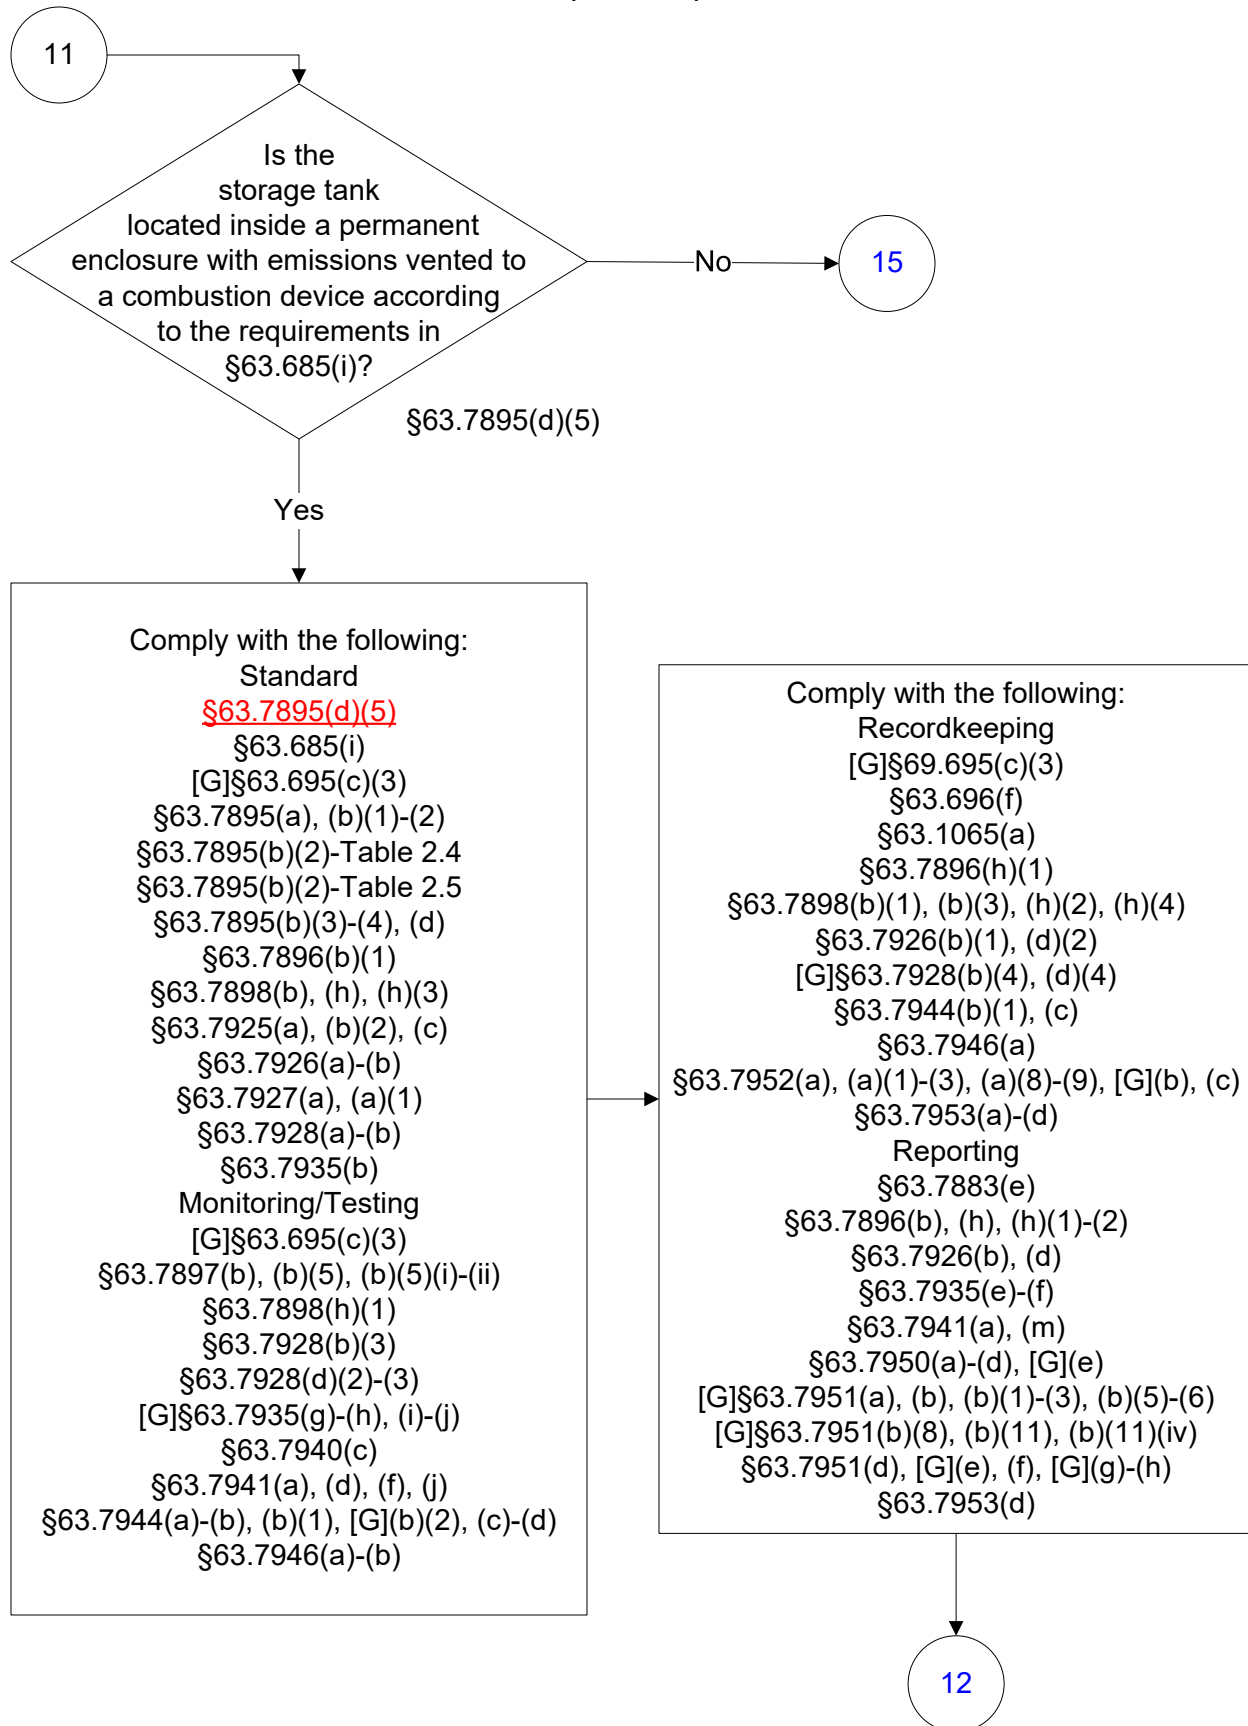 11
Is the
storage tank
located inside a permanent
enclosure with emissions vented to
a combustion device according
to the requirements in
§63.685(i)?
No
15
§63.7895(d)(5)
Yes
Comply with the following:
Standard
§63.7895(d)(5)
§63.685(i)
[G]§63.695(c)(3)
§63.7895(a), (b)(1)-(2)
§63.7895(b)(2)-Table 2.4
§63.7895(b)(2)-Table 2.5
§63.7895(b)(3)-(4), (d)
§63.7896(b)(1)
§63.7898(b), (h), (h)(3)
§63.7925(a), (b)(2), (c)
§63.7926(a)-(b)
§63.7927(a), (a)(1)
§63.7928(a)-(b)
§63.7935(b)
Monitoring/Testing
[G]§63.695(c)(3)
§63.7897(b), (b)(5), (b)(5)(i)-(ii)
§63.7898(h)(1)
§63.7928(b)(3)
§63.7928(d)(2)-(3)
[G]§63.7935(g)-(h), (i)-(j)
§63.7940(c)
§63.7941(a), (d), (f), (j)
§63.7944(a)-(b), (b)(1), [G](b)(2), (c)-(d)
§63.7946(a)-(b)
Comply with the following:
Recordkeeping
[G]§69.695(c)(3)
§63.696(f)
§63.1065(a)
§63.7896(h)(1)
§63.7898(b)(1), (b)(3), (h)(2), (h)(4)
§63.7926(b)(1), (d)(2)
[G]§63.7928(b)(4), (d)(4)
§63.7944(b)(1), (c)
§63.7946(a)
§63.7952(a), (a)(1)-(3), (a)(8)-(9), [G](b), (c)
§63.7953(a)-(d)
Reporting
§63.7883(e)
§63.7896(b), (h), (h)(1)-(2)
§63.7926(b), (d)
§63.7935(e)-(f)
§63.7941(a), (m)
§63.7950(a)-(d), [G](e)
[G]§63.7951(a), (b), (b)(1)-(3), (b)(5)-(6)
[G]§63.7951(b)(8), (b)(11), (b)(11)(iv)
§63.7951(d), [G](e), (f), [G](g)-(h)
§63.7953(d)
12